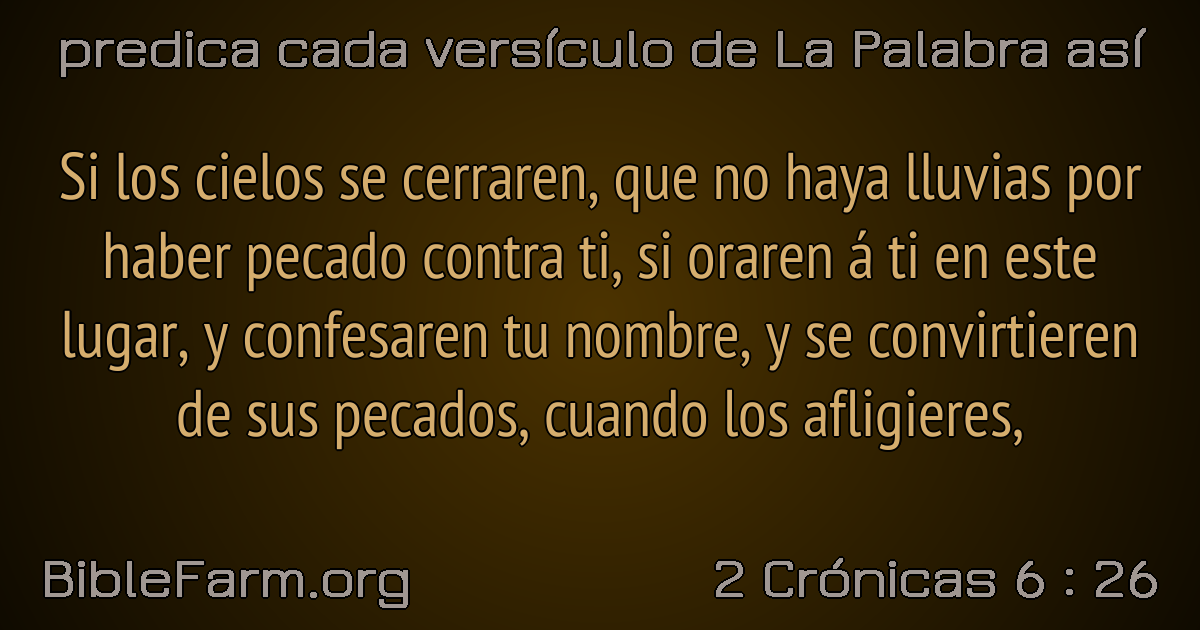 predica cada versículo de La Palabra así
Si los cielos se cerraren, que no haya lluvias por
haber pecado contra ti, si oraren á ti en este
lugar, y confesaren tu nombre, y se convirtieren
de sus pecados, cuando los afligieres,
BibleFarm.org
2 Crónicas 6 : 26